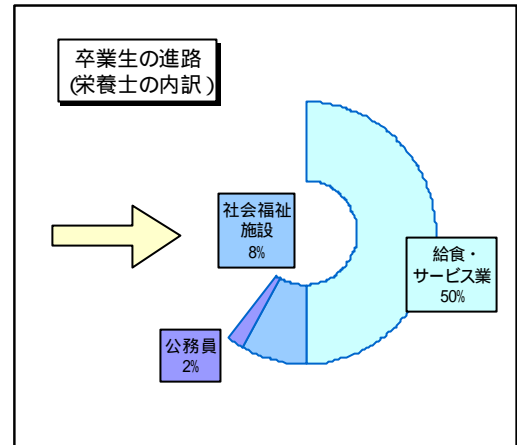 卒業生の進路
(栄養士の内訳)
社会福祉
施設
8%
給食・
サービス業
50%
公務員
2%